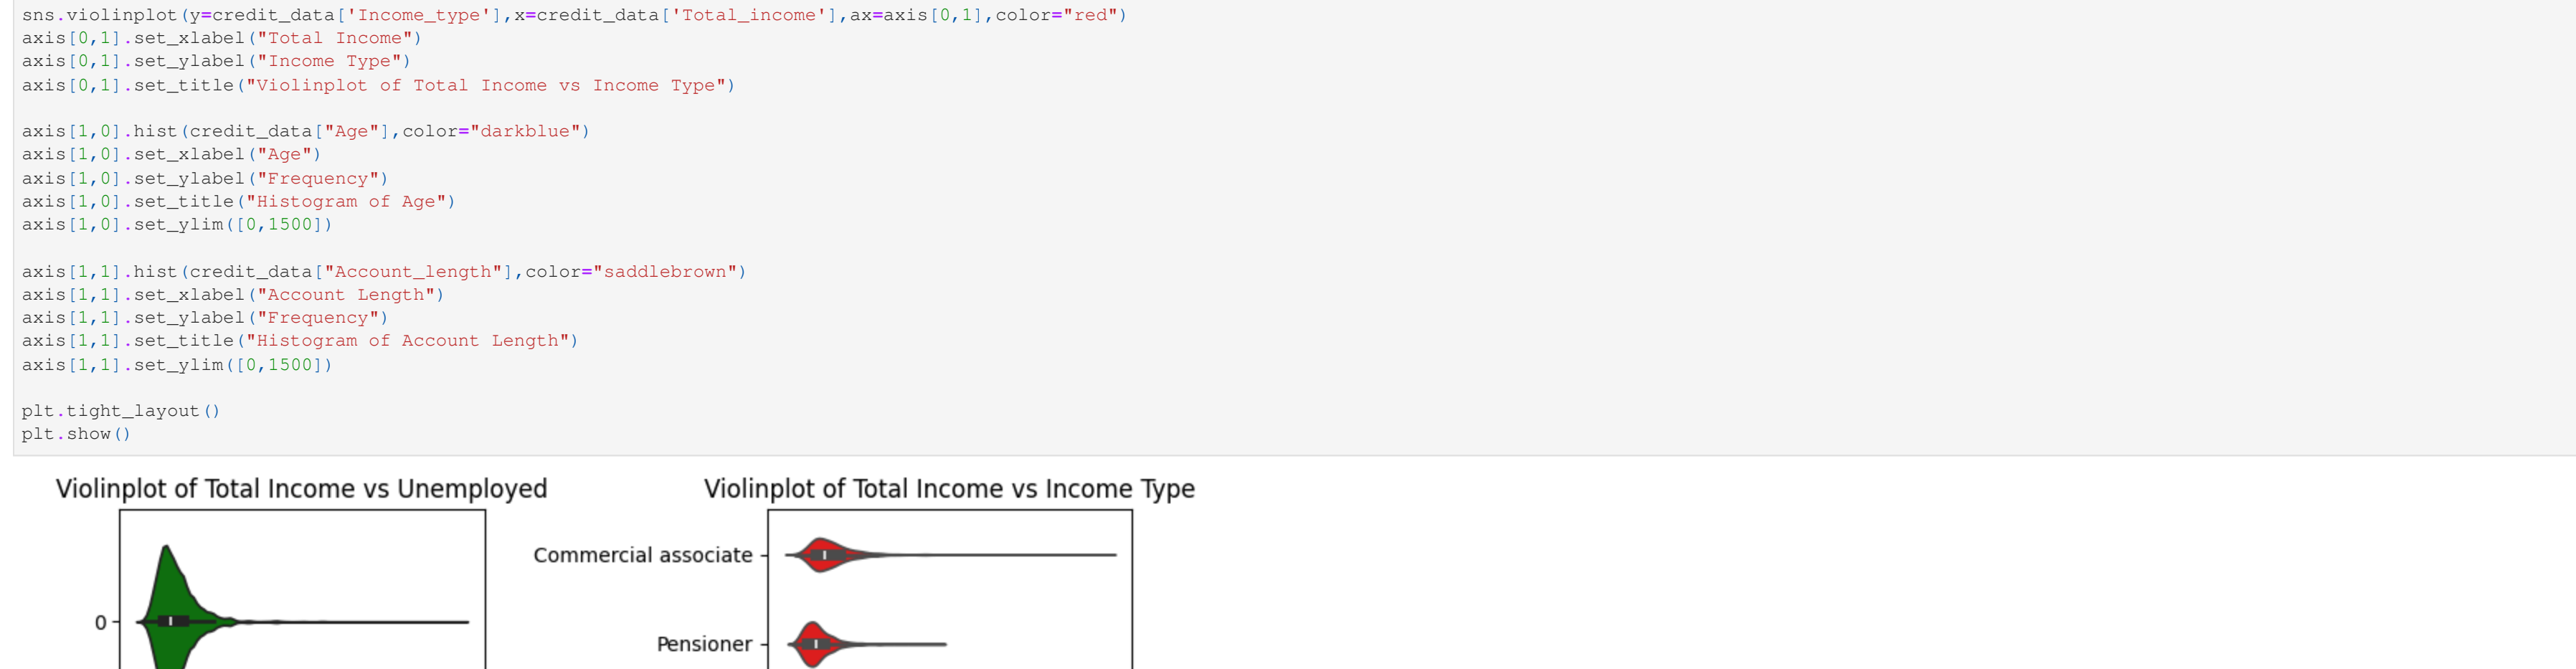 sns.violinplot(y=credit_data['Income_type'],x=credit_data['Total_income'],ax=axis[0,1],color="red")
axis[0,1].set_xlabel("Total Income")
axis[0,1].set_ylabel("Income Type")
axis[0,1].set_title("Violinplot of Total Income vs Income Type")
axis[1,0].hist(credit_data["Age"],color="darkblue")
axis[1,0].set_xlabel("Age")
axis[1,0].set_ylabel("Frequency")
axis[1,0].set_title("Histogram of Age")
axis[1,0].set_ylim([0,1500])
axis[1,1].hist(credit_data["Account_length"],color="saddlebrown")
axis[1,1].set_xlabel("Account Length")
axis[1,1].set_ylabel("Frequency")
axis[1,1].set_title("Histogram of Account Length")
axis[1,1].set_ylim([0,1500])
plt.tight_layout()
plt.show()
Violinplot of Total Income vs Unemployed
0
Violinplot of Total Income vs Income Type
Commercial associate
Pensioner